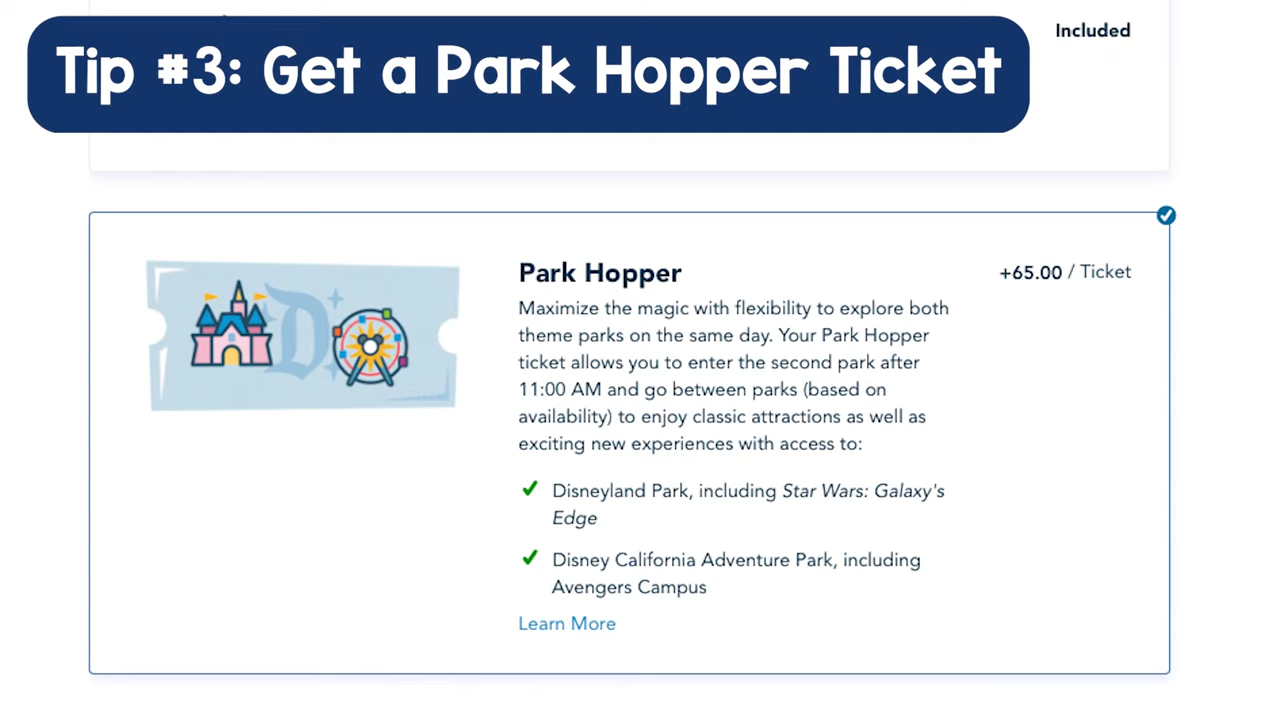 Tip #3: Get a Park Hopper Ticket
Included
Park Hopper
+65.00 / Ticket
Maximize the magic with flexibility to explore both
theme parks on the same day. Your Park Hopper
ticket allows you to enter the second park after
11:00 AM and go between parks (based on
availability) to enjoy classic attractions as well as
exciting new experiences with access to:
Disneyland Park, including Star Wars: Galaxy's
Edge
Disney California Adventure Park, including
Avengers Campus
Learn More
D